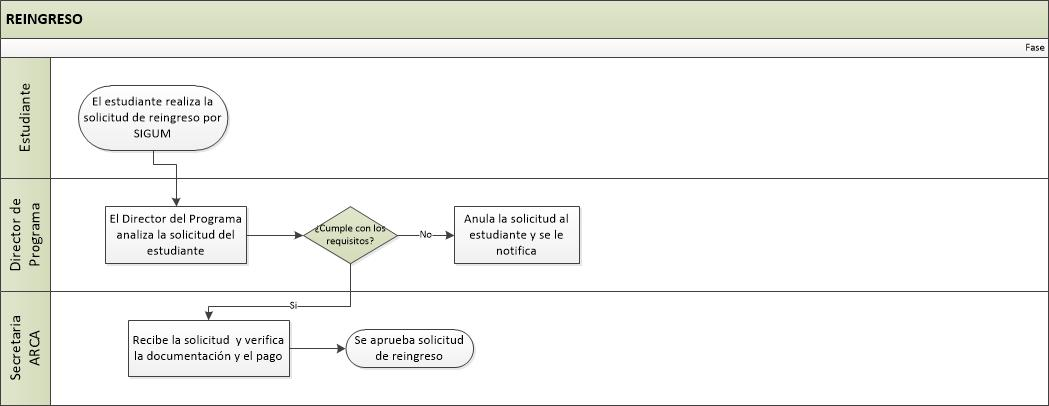 REINGRESO
Fase
Estudiante
El estudiante realiza la
solicitud de reingreso por
SIGUM
Director de
Programa
El Director del Programa
analiza la solicitud del
estudiante
¿Cumple con los
requisitos?
No
Anula la solicitud al
estudiante y se le
notifica
Si
Secretaria
ARCA
Recibe la solicitud y verifica
la documentación y el pago
Se aprueba solicitud
de reingreso